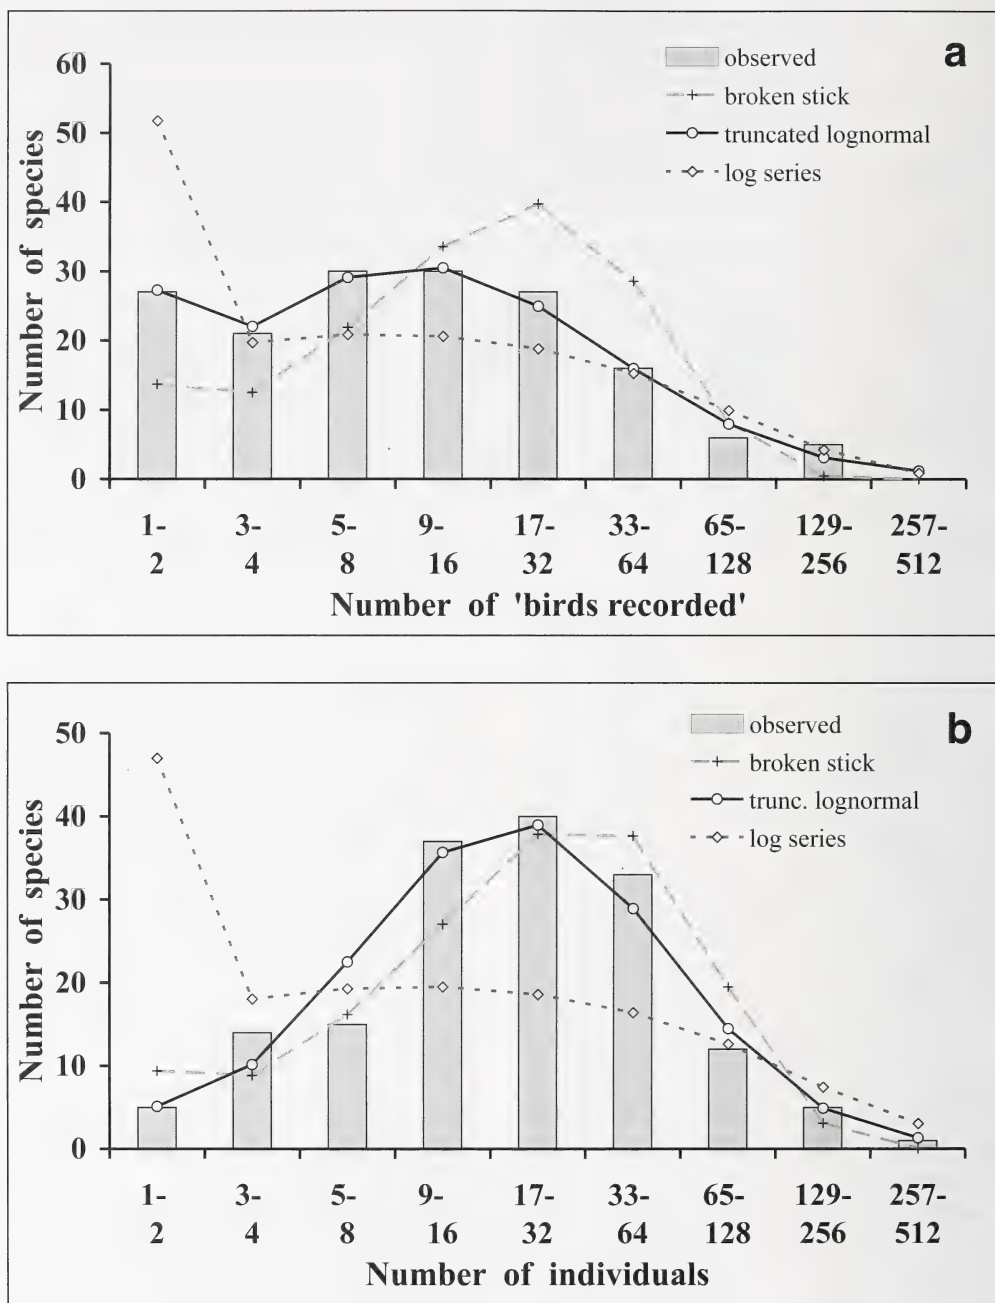 a
observed
broken stick
truncated lognormal
log series
Number of species
60
50
40
30
20
10
0
1-2
3-4
5-8
9-16
17-32
33-64
65-128
129-256
257-512
Number of 'birds recorded'
b
observed
broken stick
trunc. lognormal
log series
Number of species
50
40
30
20
10
0
1-2
3-4
5-8
9-16
17-32
33-64
65-128
129-256
257-512
Number of individuals